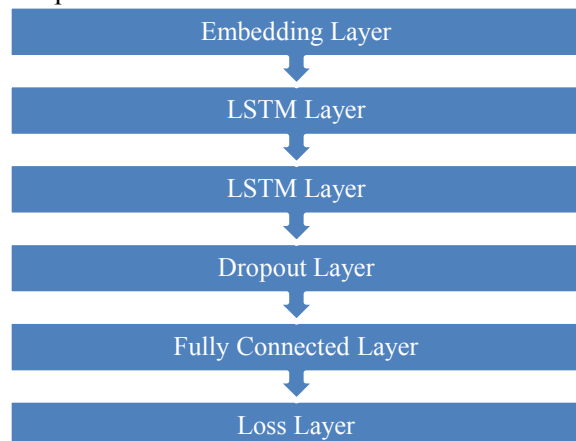 Embedding Layer
LSTM Layer
LSTM Layer
Dropout Layer
Fully Connected Layer
Loss Layer